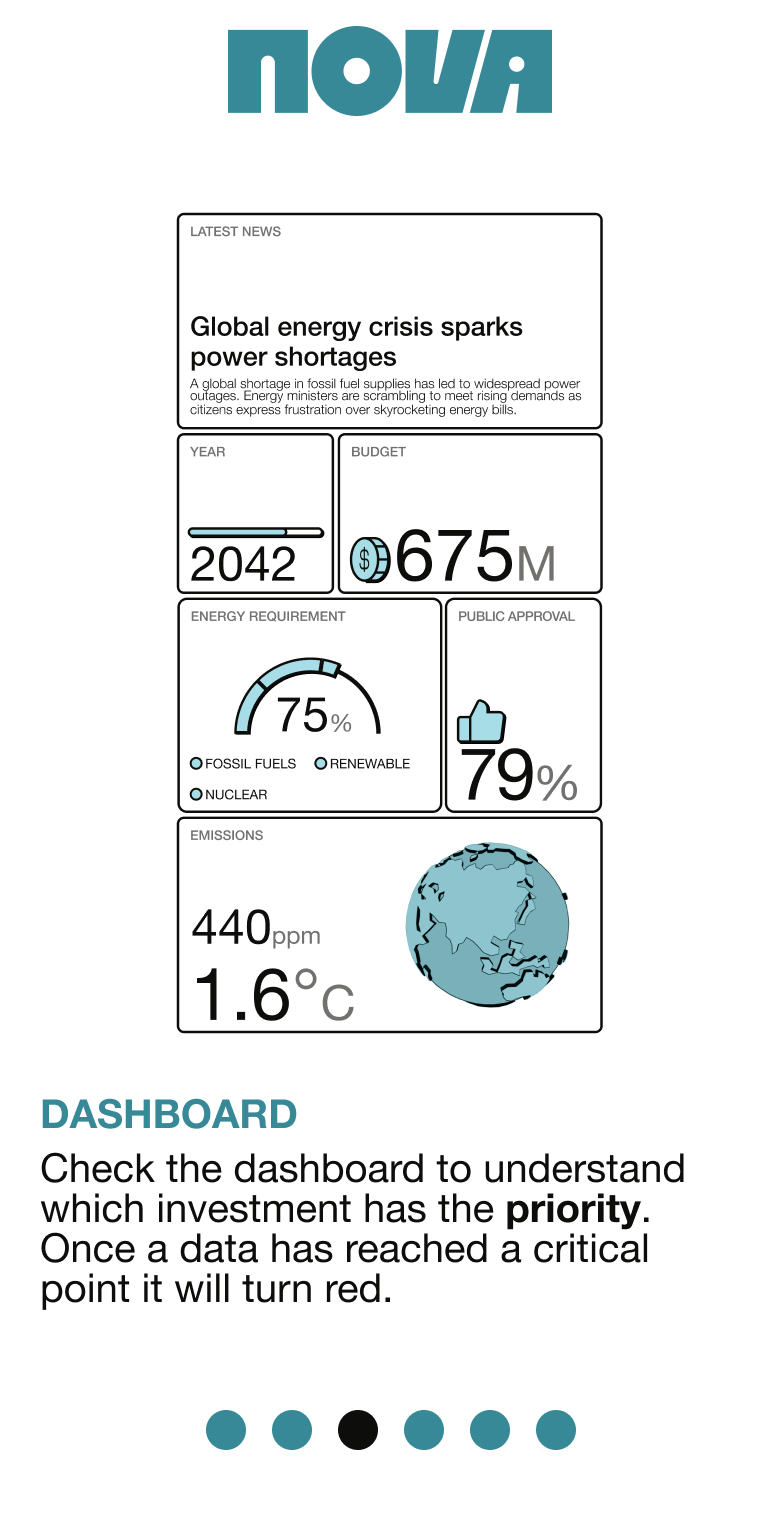 NOVA
LATEST NEWS
Global energy crisis sparks
power shortages
A global shortage in fossil fuel supplies has led to widespread power
outages. Energy ministers are scrambling to meet rising demands as
citizens express frustration over skyrocketing energy bills.
YEAR
2042
BUDGET
$ 675M
ENERGY REQUIREMENT
75%
FOSSIL FUELS RENEWABLE
NUCLEAR
PUBLIC APPROVAL
79%
EMISSIONS
440ppm
1.6°C
DASHBOARD
Check the dashboard to understand
which investment has the priority.
Once a data has reached a critical
point it will turn red.